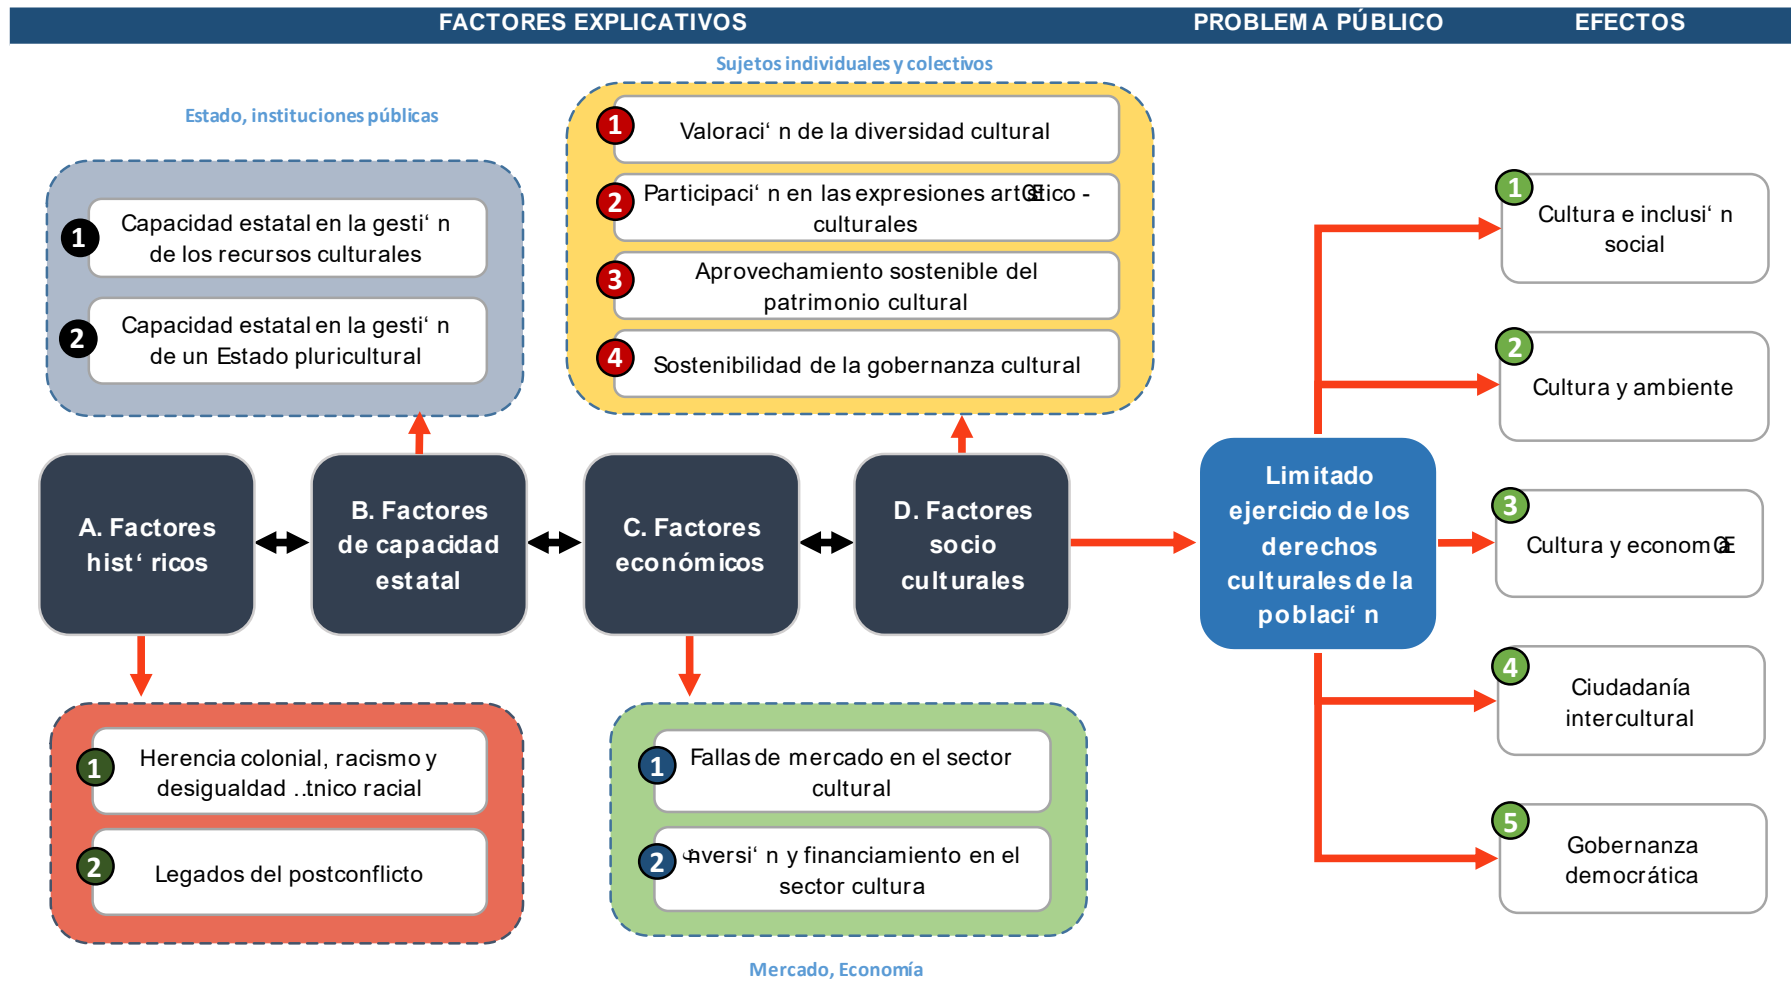 FACTORES EXPLICATIVOS
PROBLEMA PÚBLICO
EFECTOS
Sujetos individuales y colectivos
Estado, instituciones públicas
1
Capacidad estatal en la gesti‘ n
de los recursos culturales
2
Capacidad estatal en la gesti‘ n
de un Estado pluricultural
1
Valoraci‘ n de la diversidad cultural
2
Participaci‘ n en las expresiones artŒstico -
culturales
3
Aprovechamiento sostenible del
patrimonio cultural
4
Sostenibilidad de la gobernanza cultural
A. Factores
hist‘ ricos
B. Factores
de capacidad
estatal
C. Factores
económicos
D. Factores
socio
culturales
Limitado
ejercicio de los
derechos
culturales de la
poblaci‘ n
1
Herencia colonial, racismo y
desigualdad ..tnico racial
2
Legados del postconflicto
1
Fallas de mercado en el sector
cultural
2
nversi‘ n y financiamiento en el
sector cultura
Mercado, Economía
1
Cultura e inclusi‘ n
social
2
Cultura y ambiente
3
Cultura y economŒa
4
Ciudadanía
intercultural
5
Gobernanza
democrática